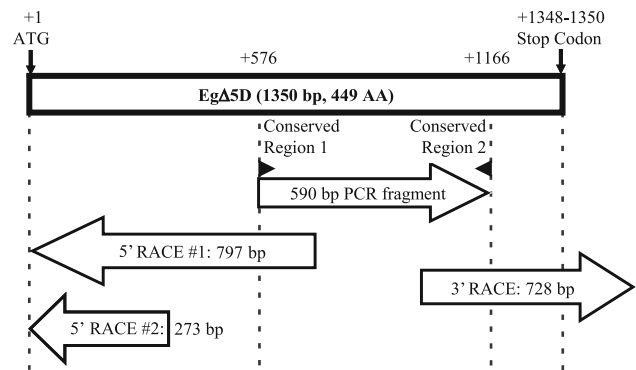 +1
ATG
+576
+1166
+1348-1350
Stop Codon
EgΔ5D (1350 bp, 449 AA)
Conserved
Region 1
Conserved
Region 2
590 bp PCR fragment
5' RACE #1: 797 bp
3' RACE: 728 bp
5' RACE #2: 273 bp